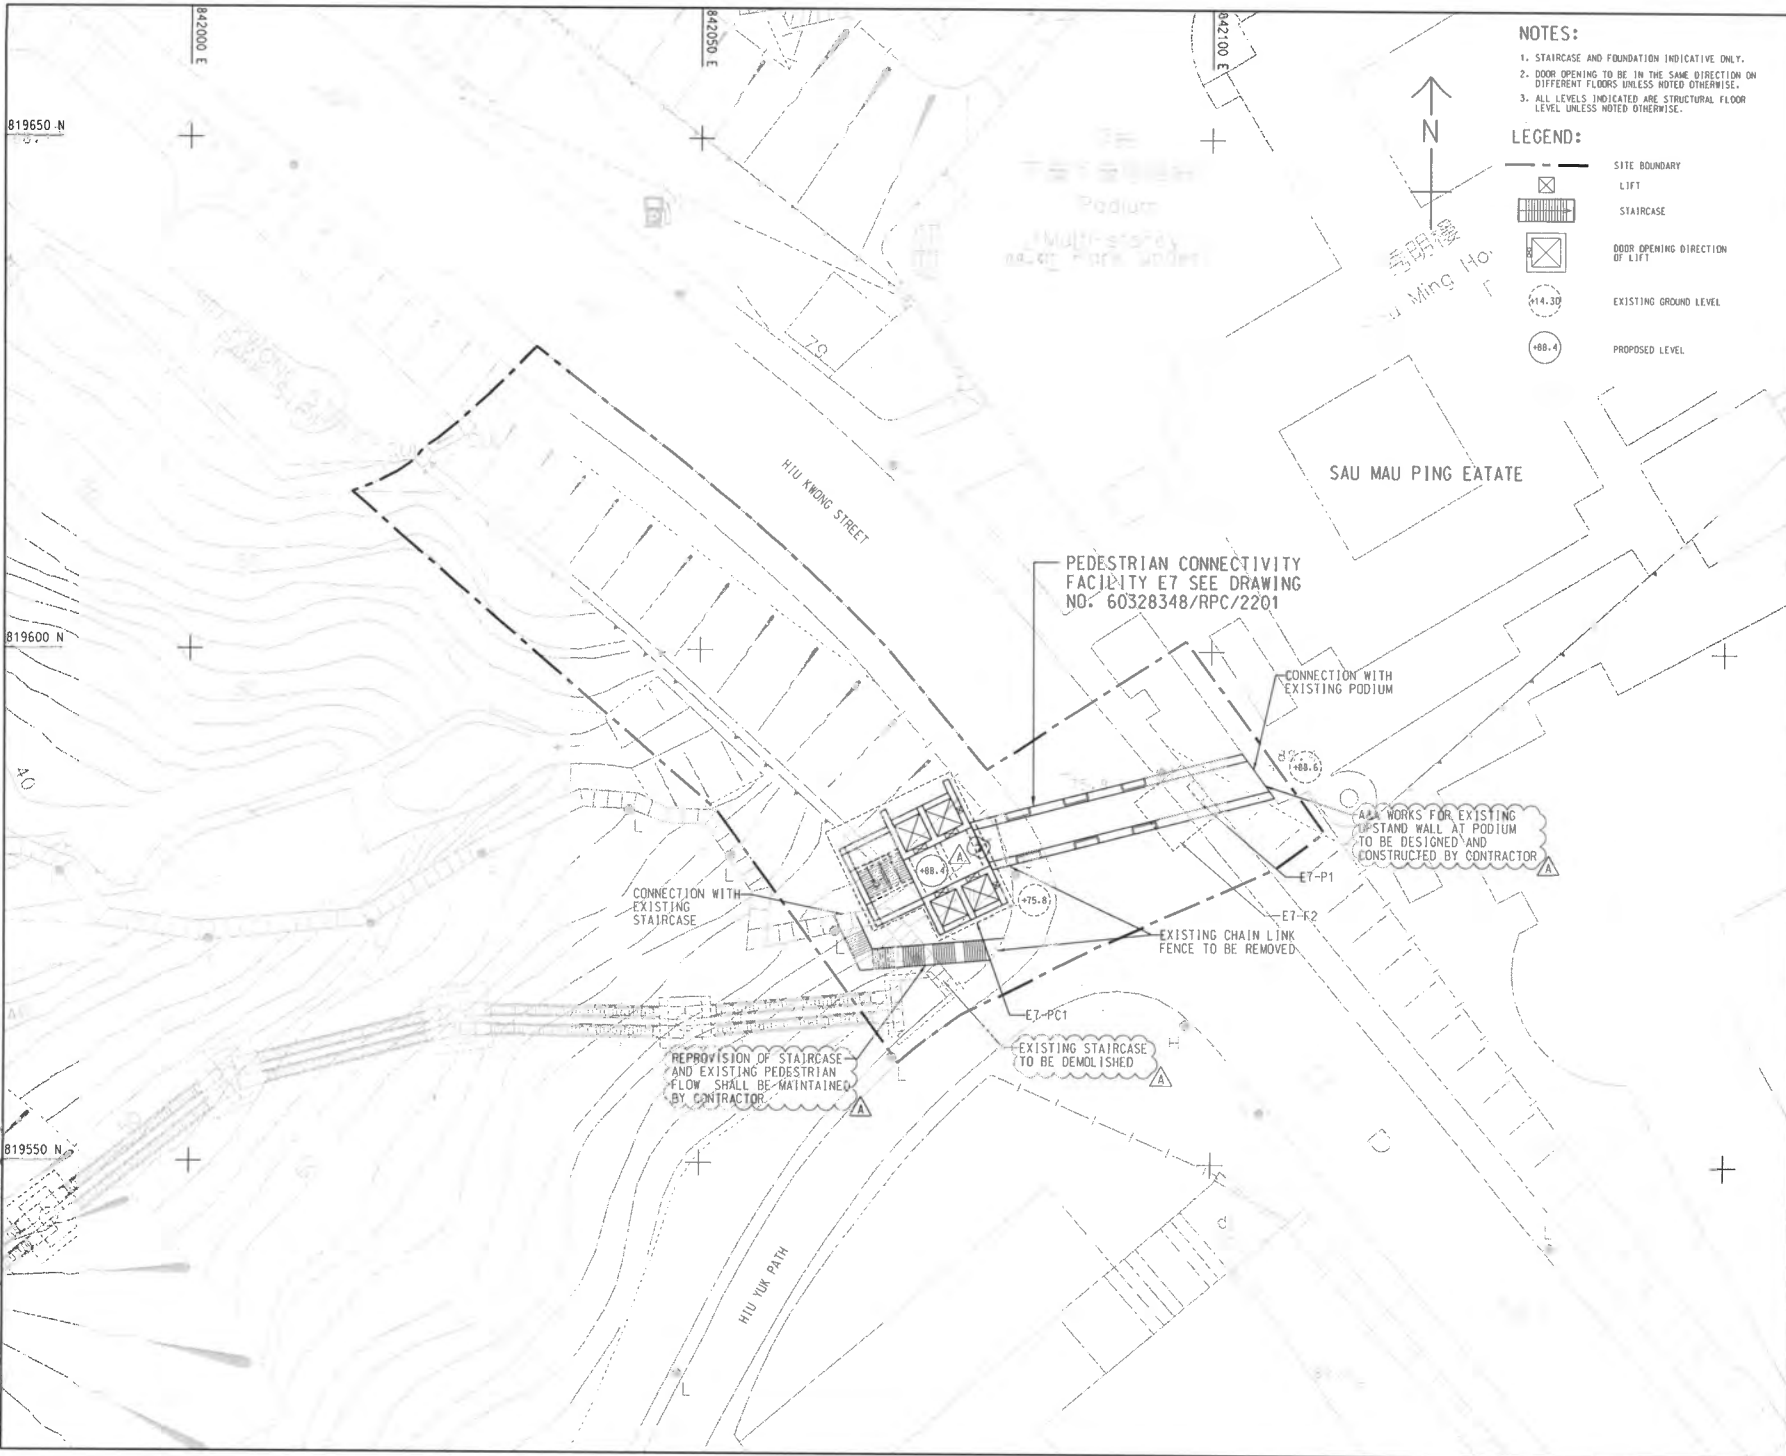 842000 E
842050 E
842100 E
819650 N
819600 N
819550 N
NOTES:
1. STAIRCASE AND FOUNDATION INDICATIVE ONLY.
2. DOOR OPENING TO BE IN THE SAME DIRECTION ON
DIFFERENT FLOORS UNLESS NOTED OTHERWISE.
3. ALL LEVELS INDICATED ARE STRUCTURAL FLOOR
LEVEL UNLESS NOTED OTHERWISE.
LEGEND:
SITE BOUNDARY
LIFT
STAIRCASE
DOOR OPENING DIRECTION
OF LIFT
+14.30
EXISTING GROUND LEVEL
+88.4
PROPOSED LEVEL
N
Podium
Multi-storey
79
Ming Ho
HIU KWONG STREET
SAU MAU PING EATATE
PEDESTRIAN CONNECTIVITY
FACILITY E7 SEE DRAWING
NO. 60328348/RPC/2201
CONNECTION WITH
EXISTING PODIUM
+88.6
40
A&A WORKS FOR EXISTING
UPSTAND WALL AT PODIUM
TO BE DESIGNED AND
CONSTRUCTED BY CONTRACTOR
A
E7-P1
E7-F2
+88.4
A
+75.8
CONNECTION WITH
EXISTING
STAIRCASE
L
L
L
EXISTING CHAIN LINK
FENCE TO BE REMOVED
E7-PC1
EXISTING STAIRCASE
TO BE DEMOLISHED
A
H
REPROVISION OF STAIRCASE
AND EXISTING PEDESTRIAN
FLOW SHALL BE MAINTAINED
BY CONTRACTOR
A
L
HIU YUK PATH
L